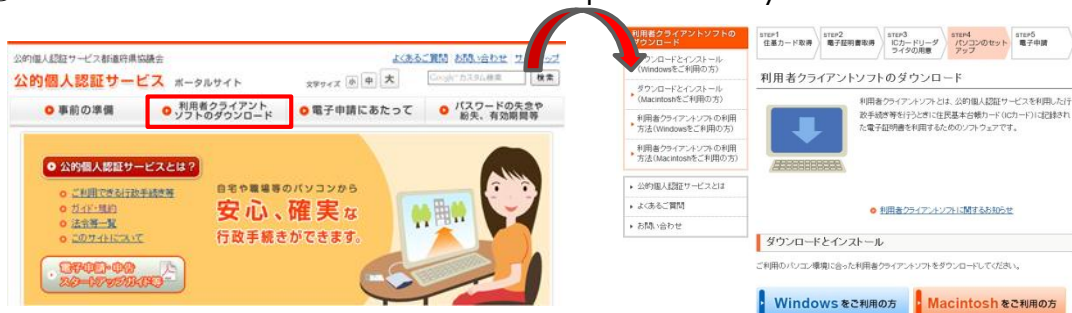 公的個人認証サービス都道府県協議会
よくあるご質問 お問い合わせ サイトマップ
公的個人認証サービス ポータルサイト
文字サイズ 小 中 大
Google カスタム検索 検索
事前の準備
利用者クライアント
ソフトのダウンロード
電子申請にあたって
パスワードの失念や
紛失、有効期間等
公的個人認証サービスとは?
ご利用できる行政手続き等
ガイド・規約
法令等一覧
このサイトについて
電子申請・申告
スタートアップガイド等
自宅や職場等のパソコンから
安心、確実な
行政手続きができます。
利用者クライアントソフトの
ダウンロード
ダウンロードとインストール
(Windowsをご利用の方)
ダウンロードとインストール
(Macintoshをご利用の方)
利用者クライアントソフトの利用
方法(Windowsをご利用の方)
利用者クライアントソフトの利用
方法(Macintoshをご利用の方)
公的個人認証サービスとは
よくあるご質問
お問い合わせ
STEP1
住基カード取得
STEP2
電子証明書取得
STEP3
ICカードリーダ
ライタの用意
STEP4
パソコンのセット
アップ
STEP5
電子申請
利用者クライアントソフトのダウンロード
利用者クライアントソフトとは、公的個人認証サービスを利用した行
政手続き等を行うときに住民基本台帳カード(ICカード)に記録され
た電子証明書を利用するためのソフトウェアです。
利用者クライアントソフトに関するお知らせ
ダウンロードとインストール
ご利用のパソコン環境に合った利用者クライアントソフトをダウンロードしてください。
Windows をご利用の方
Macintosh をご利用の方